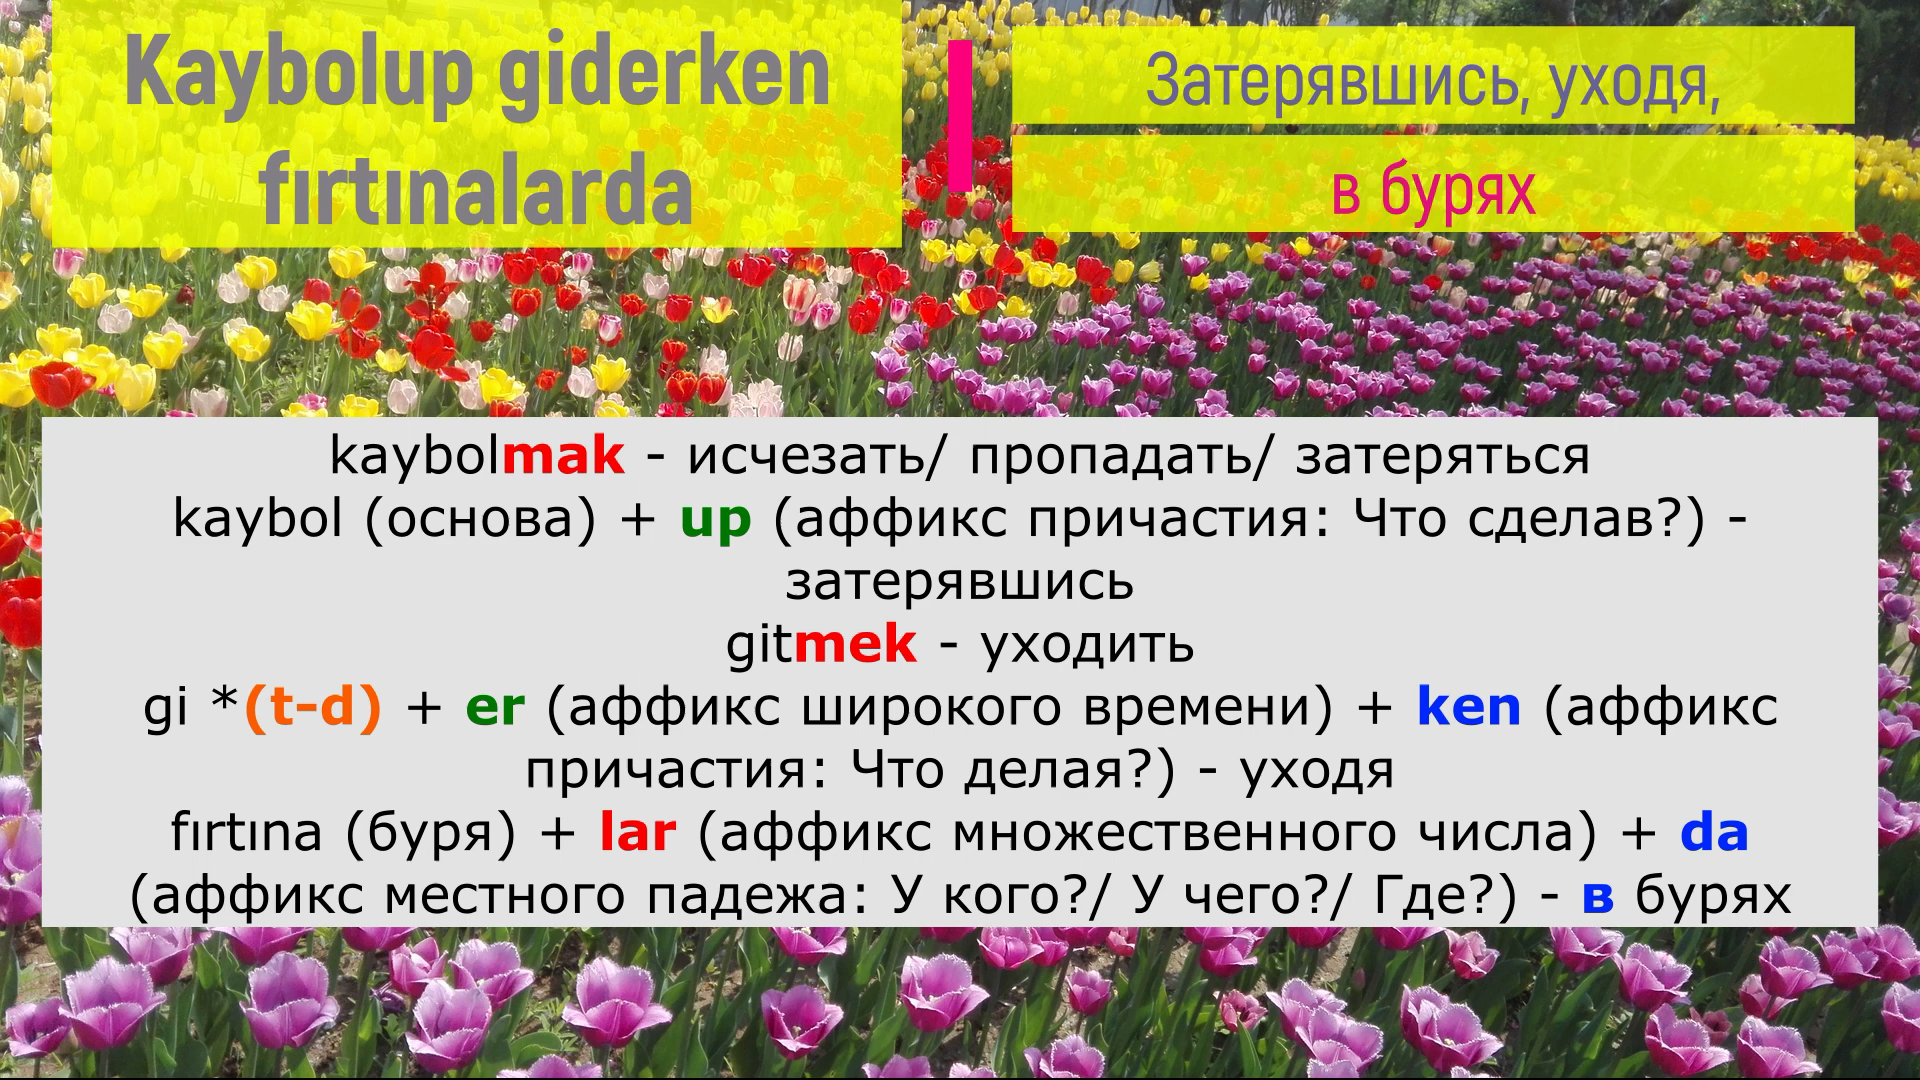 Kaybolup giderken
fırtınalarda
Затерявшись, уходя,
в бурях
kaybolmak - исчезать/ пропадать/ затеряться
kaybol (основа) + up (аффикс причастия: Что сделав?) -
затерявшись
gitmek - уходить
gi *(t-d) + er (аффикс широкого времени) + ken (аффикс
причастия: Что делая?) - уходя
fırtına (буря) + lar (аффикс множественного числа) + da
(аффикс местного падежа: У кого?/ У чего?/ Где?) - в бурях